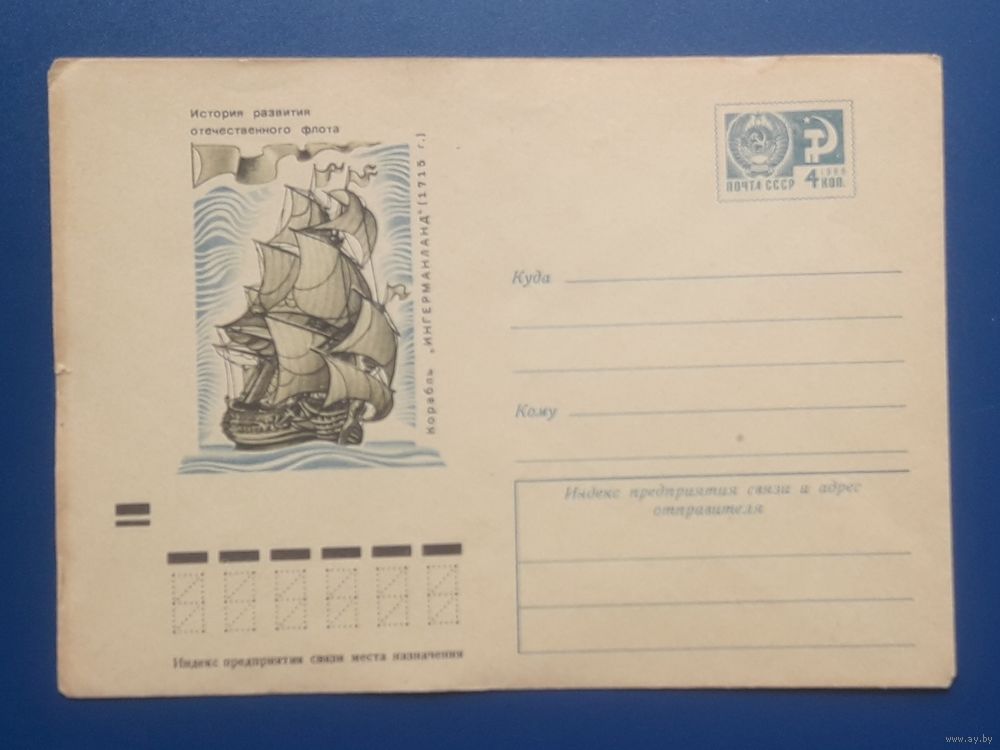 История развития
отечественного флота
Корабль „ИНГЕРМАНЛАНД" (1715 г.)
ПОЧТА СССР 4 КОП.
1966
Куда
Кому
Индекс предприятия связи и адрес
отправителя
Индекс предприятия связи места назначения
www.ay.by